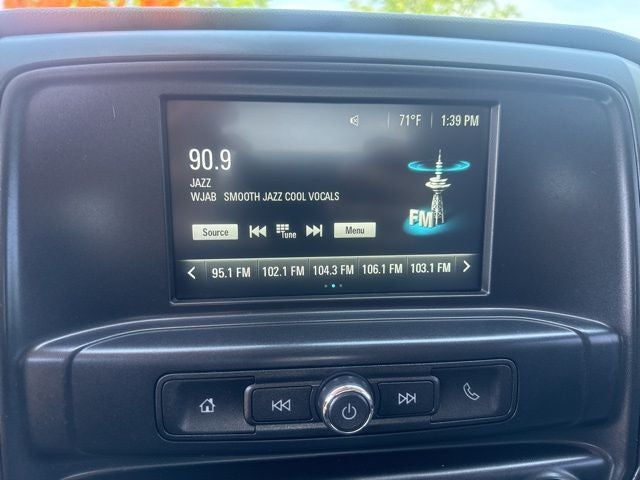 71°F 1:39 PM
90.9
JAZZ
WJAB SMOOTH JAZZ COOL VOCALS
FM
Source Tune Menu
95.1 FM 102.1 FM 104.3 FM 106.1 FM 103.1 FM